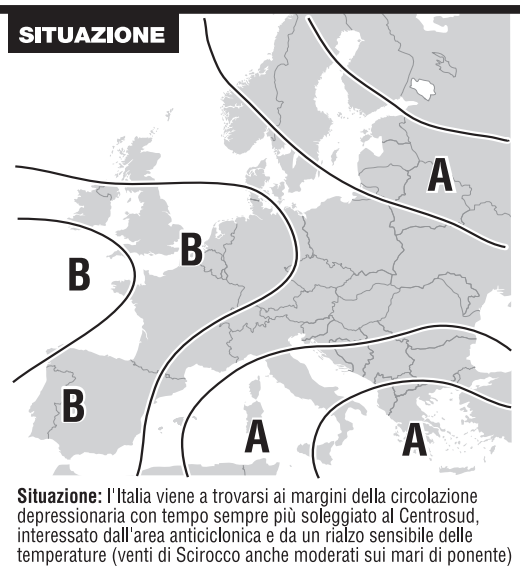 SITUAZIONE
A
B
B
B
A
A
Situazione: l'Italia viene a trovarsi ai margini della circolazione
depressionaria con tempo sempre più soleggiato al Centrosud,
interessato dall'area anticiclonica e da un rialzo sensibile delle
temperature (venti di Scirocco anche moderati sui mari di ponente)